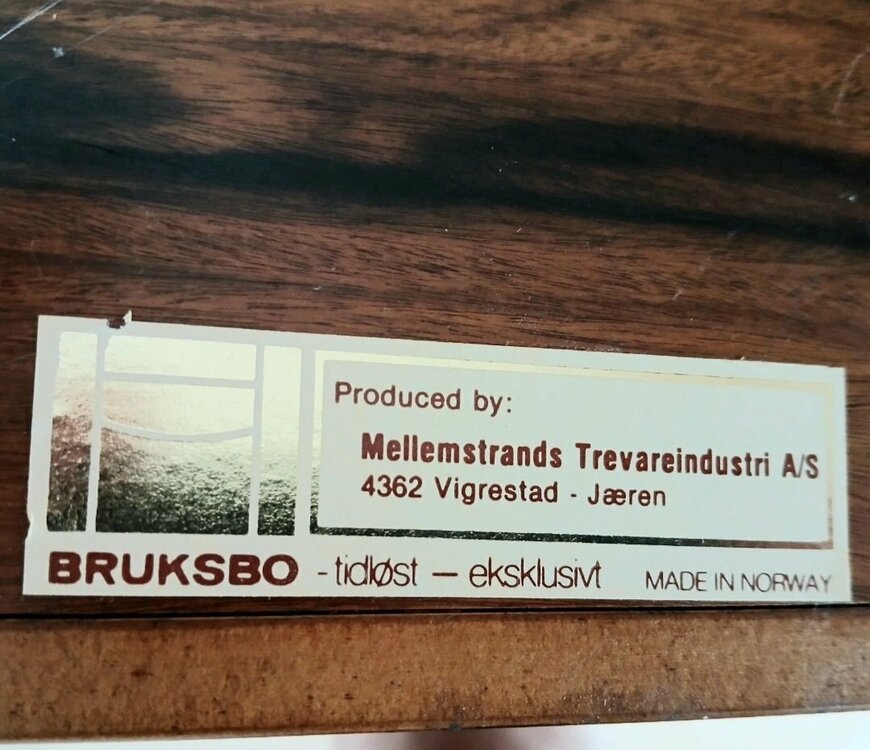 Produced by:
Mellemstrands Trevareindustri A/S
4362 Vigrestad - Jæren
BRUKSBO - tidløst — eksklusivt MADE IN NORWAY